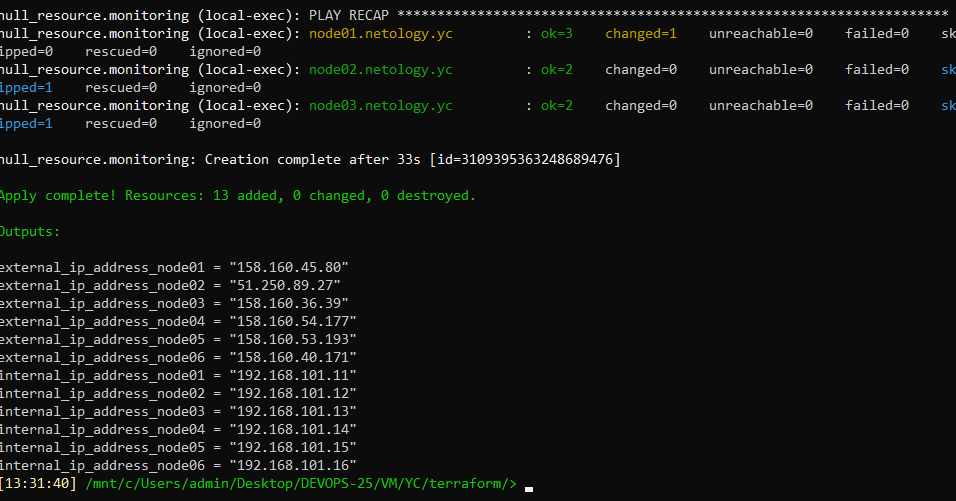 null_resource.monitoring (local-exec): PLAY RECAP *********************************************************************
null_resource.monitoring (local-exec): node01.netology.yc         : ok=3    changed=1    unreachable=0    failed=0    sk
ipped=0    rescued=0    ignored=0
null_resource.monitoring (local-exec): node02.netology.yc         : ok=2    changed=0    unreachable=0    failed=0    sk
ipped=1    rescued=0    ignored=0
null_resource.monitoring (local-exec): node03.netology.yc         : ok=2    changed=0    unreachable=0    failed=0    sk
ipped=1    rescued=0    ignored=0
null_resource.monitoring: Creation complete after 33s [id=3109395363248689476]
Apply complete! Resources: 13 added, 0 changed, 0 destroyed.
Outputs:
external_ip_address_node01 = "158.160.45.80"
external_ip_address_node02 = "51.250.89.27"
external_ip_address_node03 = "158.160.36.39"
external_ip_address_node04 = "158.160.54.177"
external_ip_address_node05 = "158.160.53.193"
external_ip_address_node06 = "158.160.40.171"
internal_ip_address_node01 = "192.168.101.11"
internal_ip_address_node02 = "192.168.101.12"
internal_ip_address_node03 = "192.168.101.13"
internal_ip_address_node04 = "192.168.101.14"
internal_ip_address_node05 = "192.168.101.15"
internal_ip_address_node06 = "192.168.101.16"
[13:31:40] /mnt/c/Users/admin/Desktop/DEVOPS-25/VM/YC/terraform/>